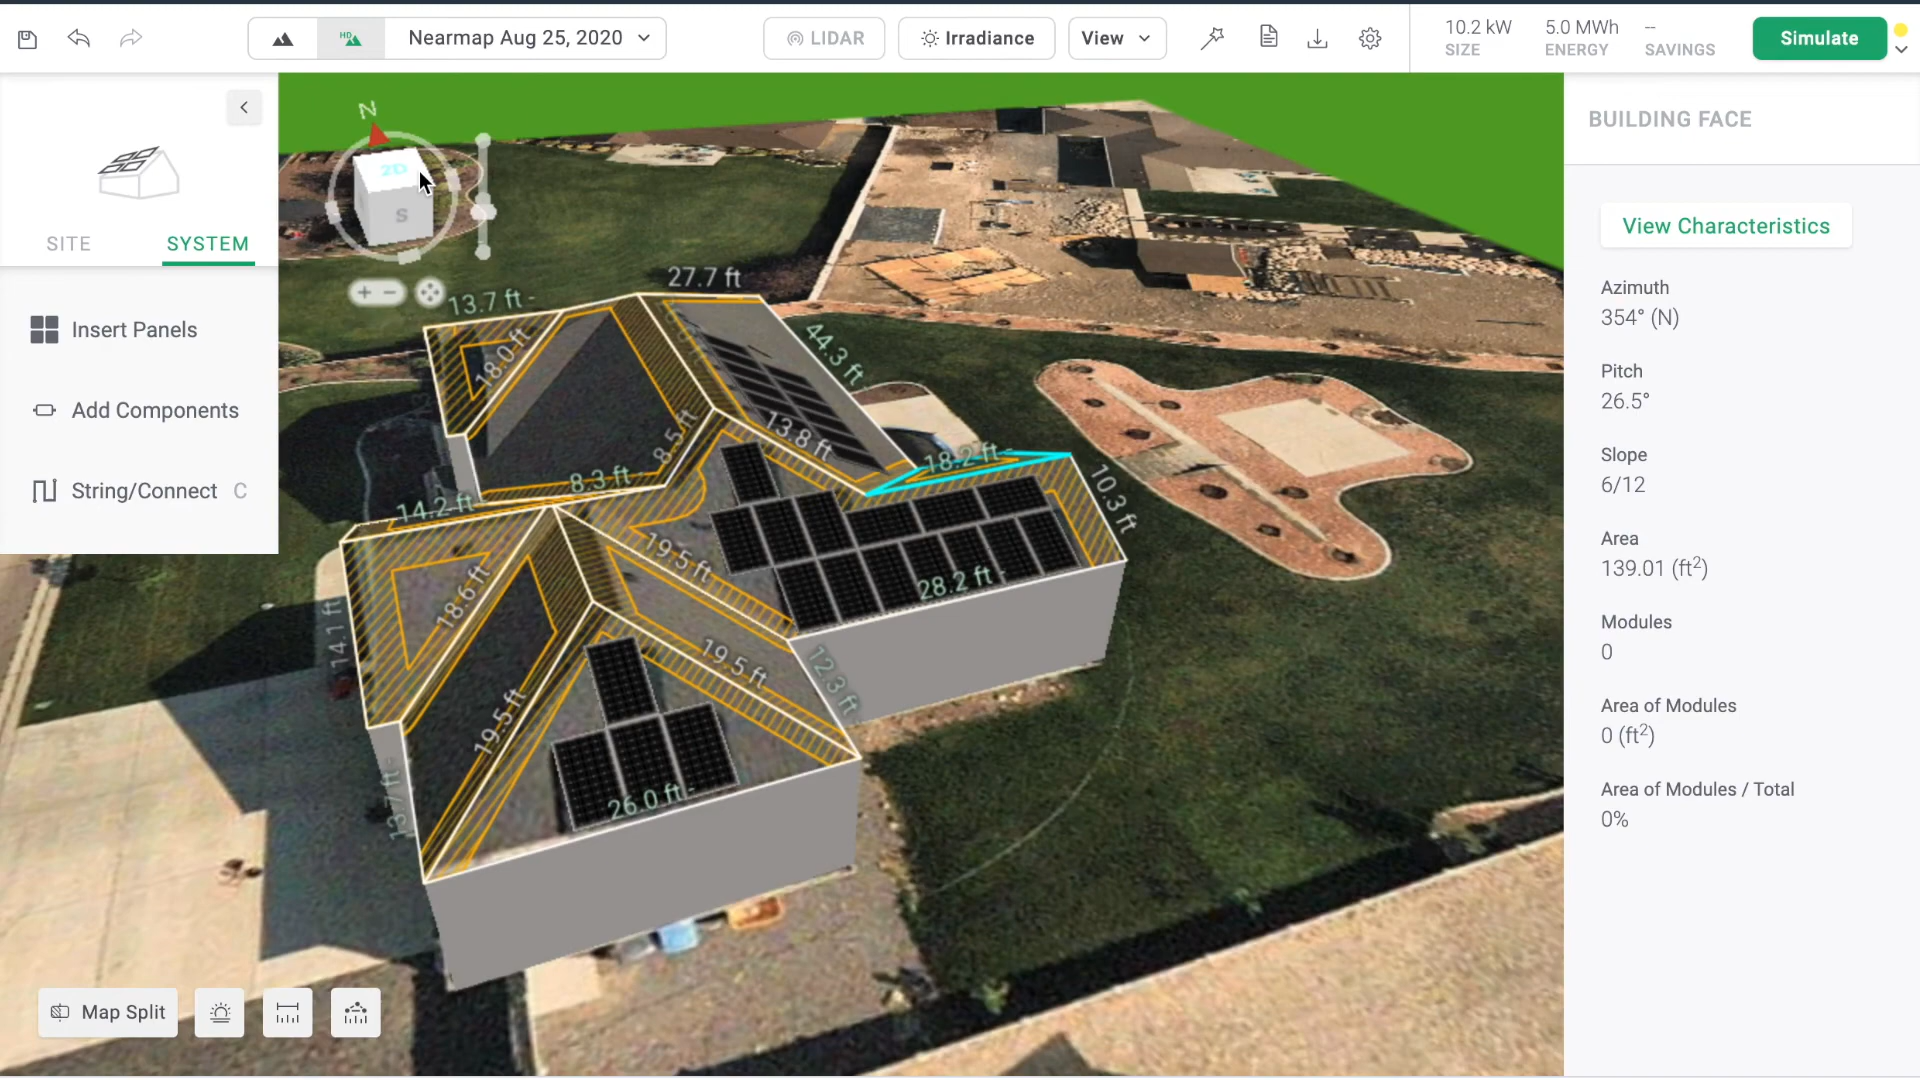 HD
Nearmap Aug 25, 2020
LIDAR
Irradiance
View
10.2 kW
SIZE
5.0 MWh
ENERGY
--
SAVINGS
Simulate
SITE
SYSTEM
Insert Panels
Add Components
String/Connect C
Map Split
N
2D
S
+ −
27.7 ft
13.7 ft -
18.0 ft
44.3 ft
8.5 ft
13.8 ft
18.2 ft -
8.3 ft -
14.2 ft
10.3 ft
19.5 ft
28.2 ft -
18.6 ft
14.1 ft
19.5 ft
12.3 ft
19.5 ft
13.7 ft -
26.0 ft -
BUILDING FACE
View Characteristics
Azimuth
354° (N)
Pitch
26.5°
Slope
6/12
Area
139.01 (ft²)
Modules
0
Area of Modules
0 (ft²)
Area of Modules / Total
0%